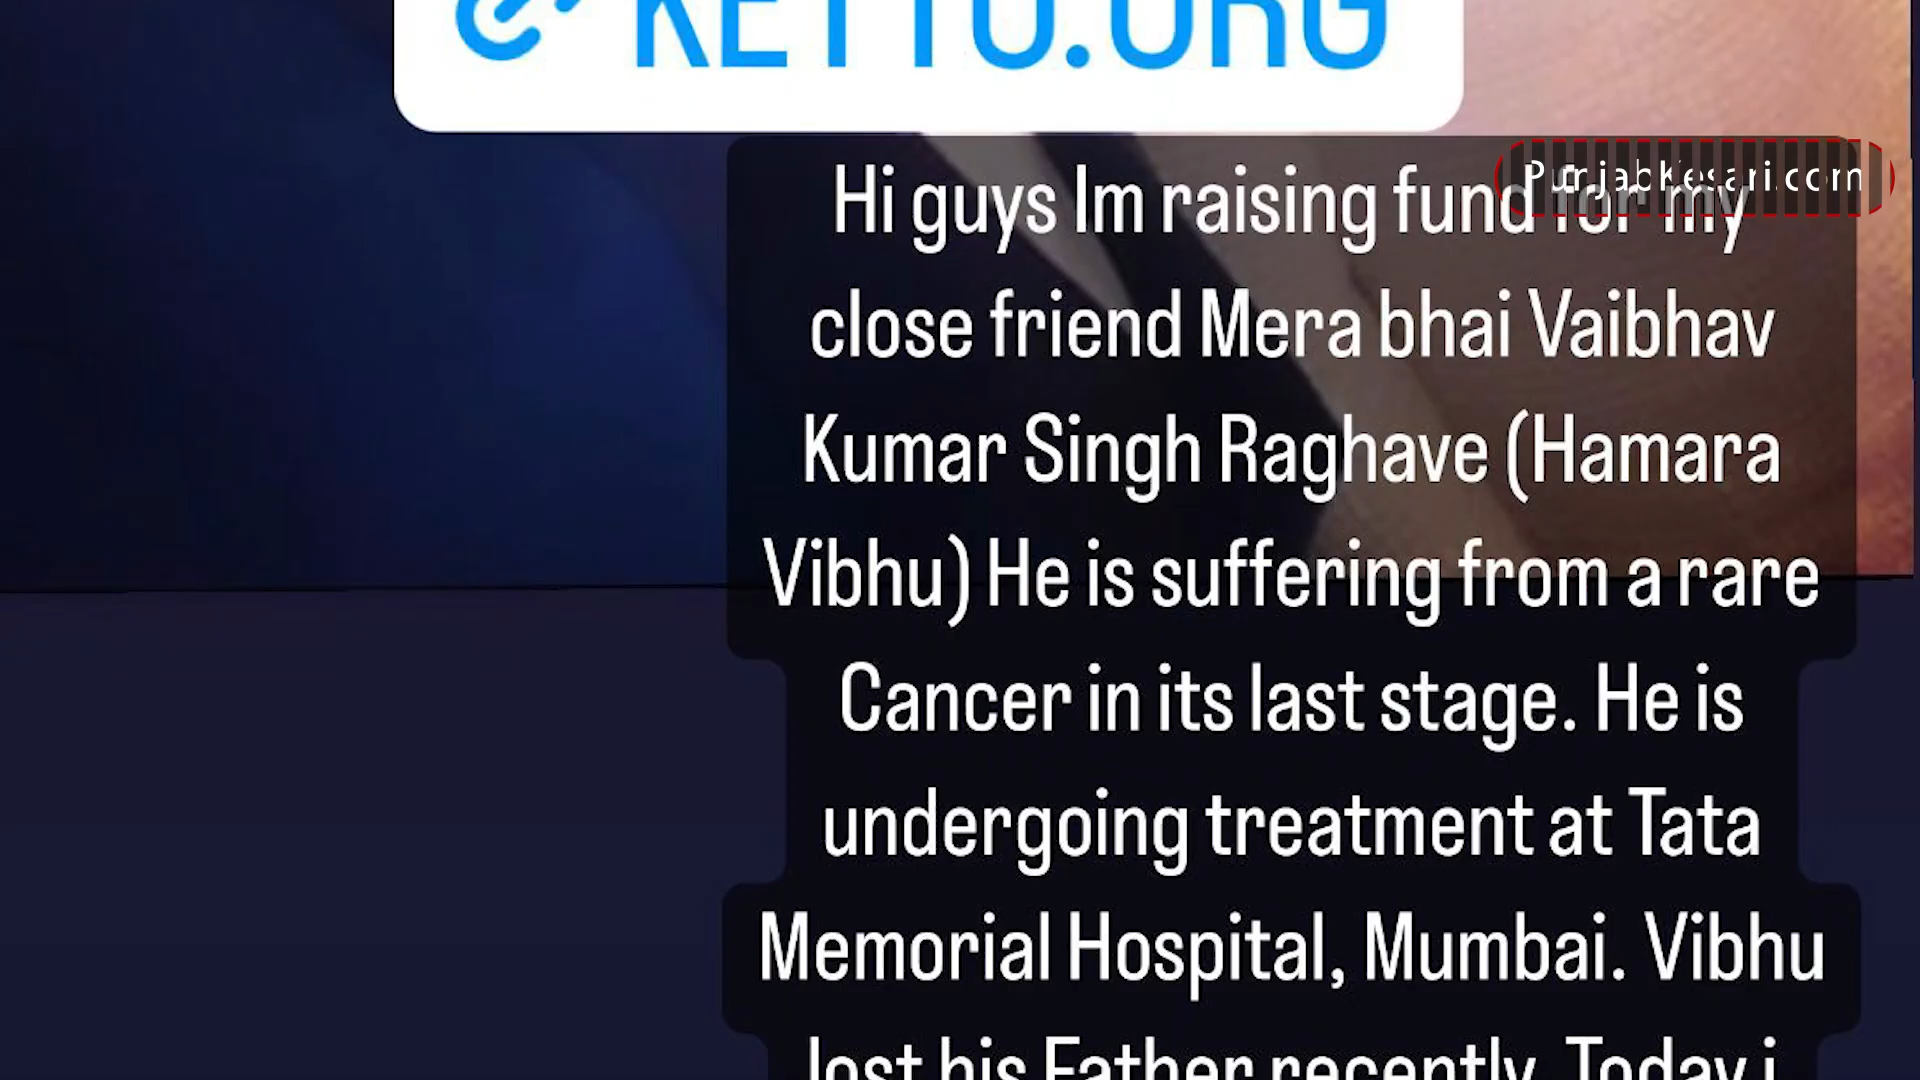 KETTO.ORG
PunjabKesari.com
Hi guys Im raising fund for my
close friend Mera bhai Vaibhav
Kumar Singh Raghave (Hamara
Vibhu) He is suffering from a rare
Cancer in its last stage. He is
undergoing treatment at Tata
Memorial Hospital, Mumbai. Vibhu
lost his Father recently. Today i